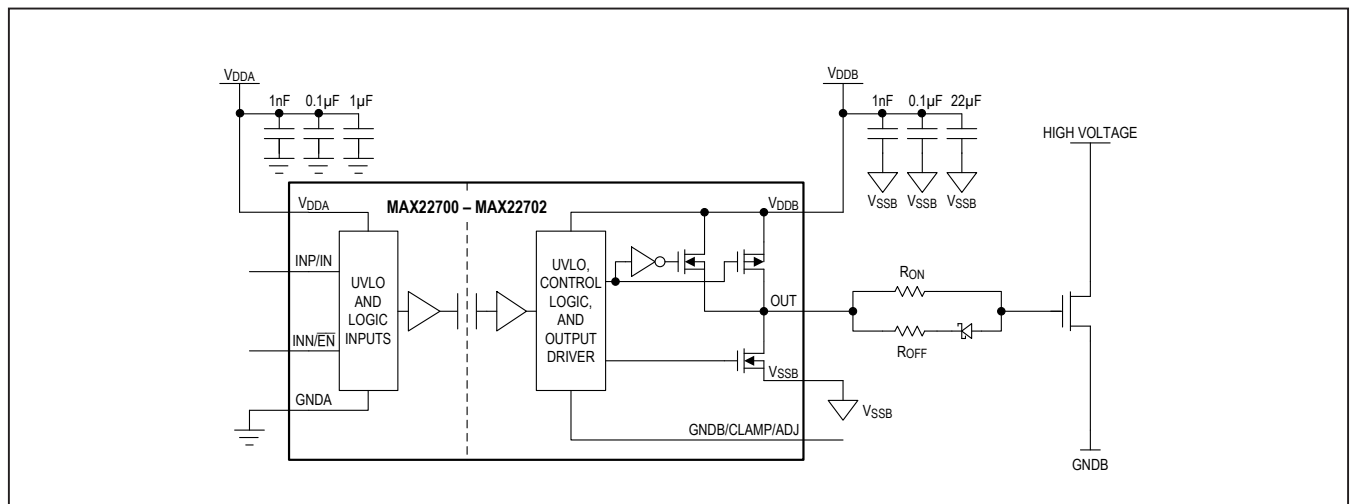 VDDA
1nF 0.1µF 1µF
VDDB
1nF 0.1µF 22µF
HIGH VOLTAGE
VSSB VSSB VSSB
VDDA
MAX22700 – MAX22702
VDDB
INP/IN
UVLO
AND
LOGIC
INPUTS
INN/EN
GNDA
UVLO,
CONTROL
LOGIC,
AND
OUTPUT
DRIVER
OUT
RON
ROFF
VSSB
VSSB
GNDB/CLAMP/ADJ
GNDB